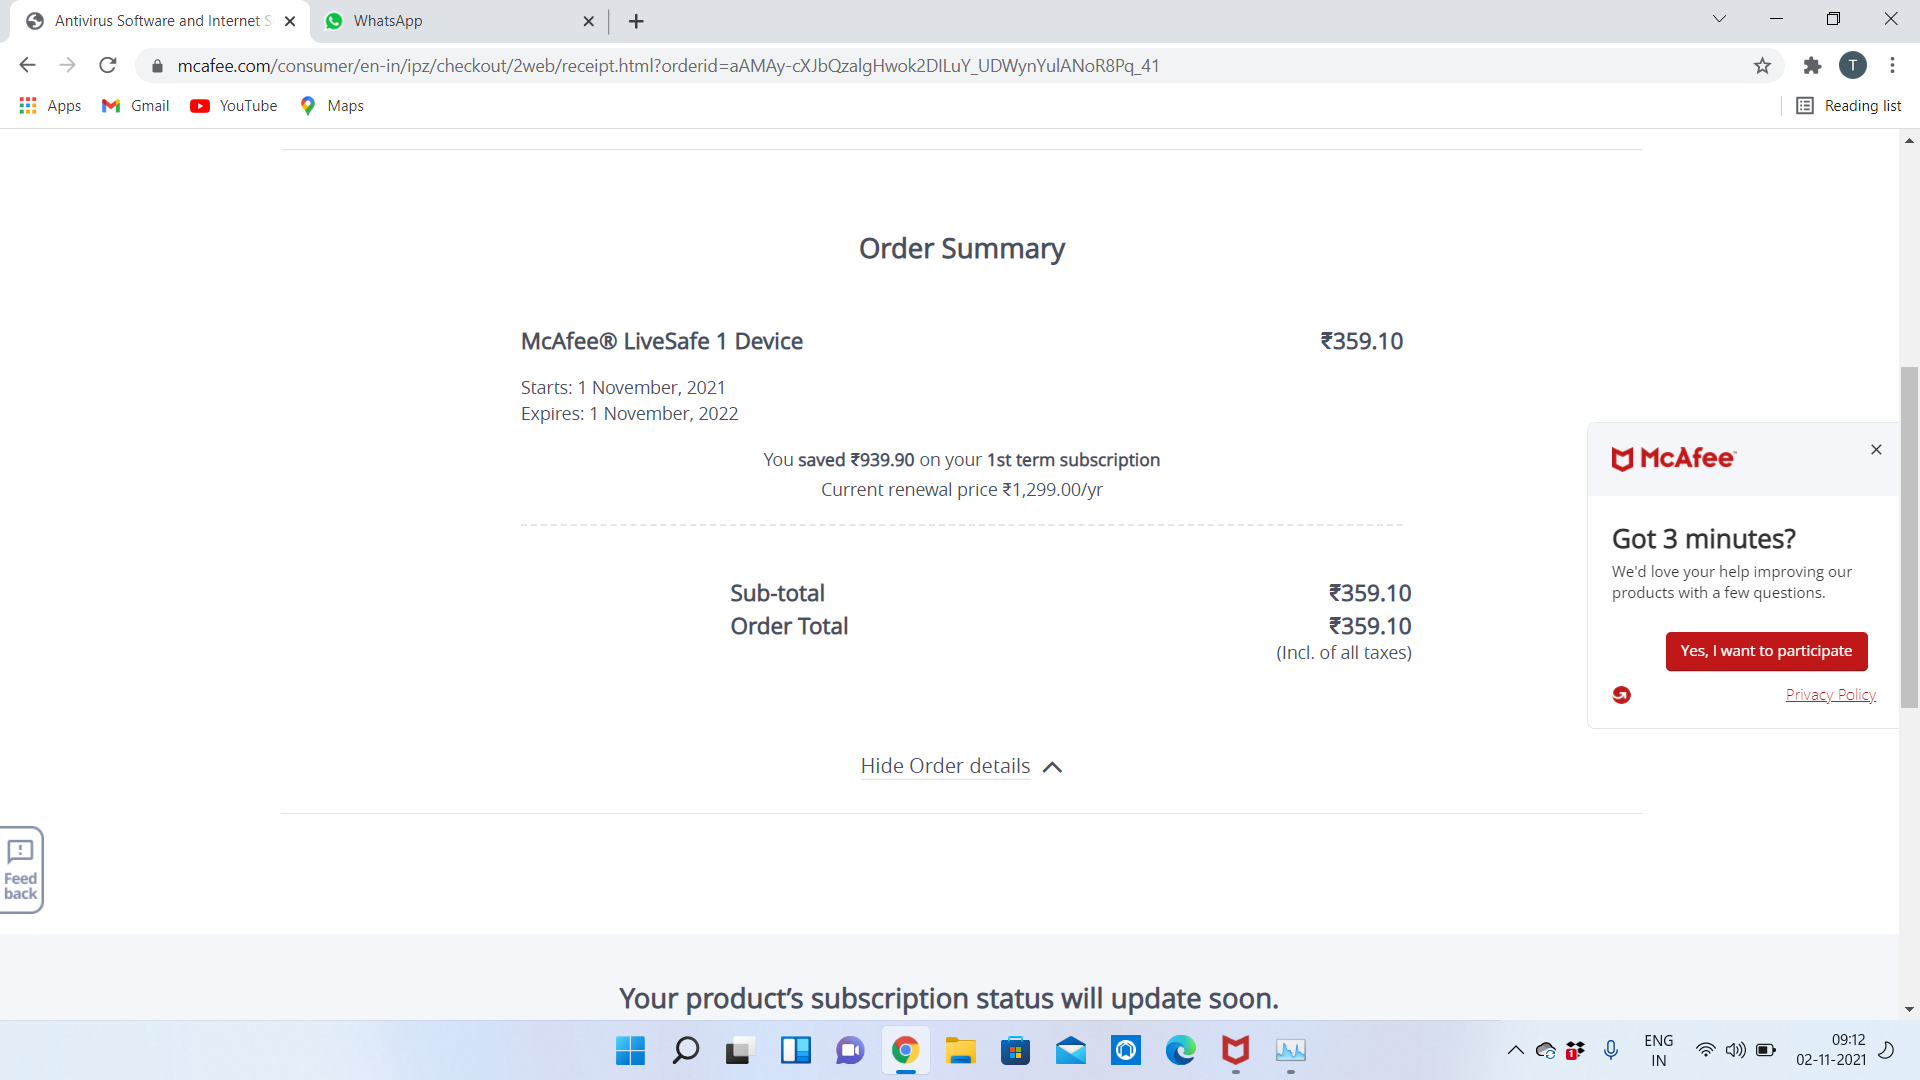 Antivirus Software and Internet S
WhatsApp
mcafee.com/consumer/en-in/ipz/checkout/2web/receipt.html?orderid=aAMAy-cXJbQzalgHwok2DILuY_UDWynYulANoR8Pq_41
T
Apps
Gmail
YouTube
Maps
Reading list
Order Summary
McAfee® LiveSafe 1 Device
₹359.10
Starts: 1 November, 2021
Expires: 1 November, 2022
You saved ₹939.90 on your 1st term subscription
Current renewal price ₹1,299.00/yr
Sub-total
₹359.10
Order Total
₹359.10
(Incl. of all taxes)
Hide Order details
McAfee™
Got 3 minutes?
We'd love your help improving our
products with a few questions.
Yes, I want to participate
Privacy Policy
Feed
back
Your product’s subscription status will update soon.
1
ENG
IN
09:12
02-11-2021